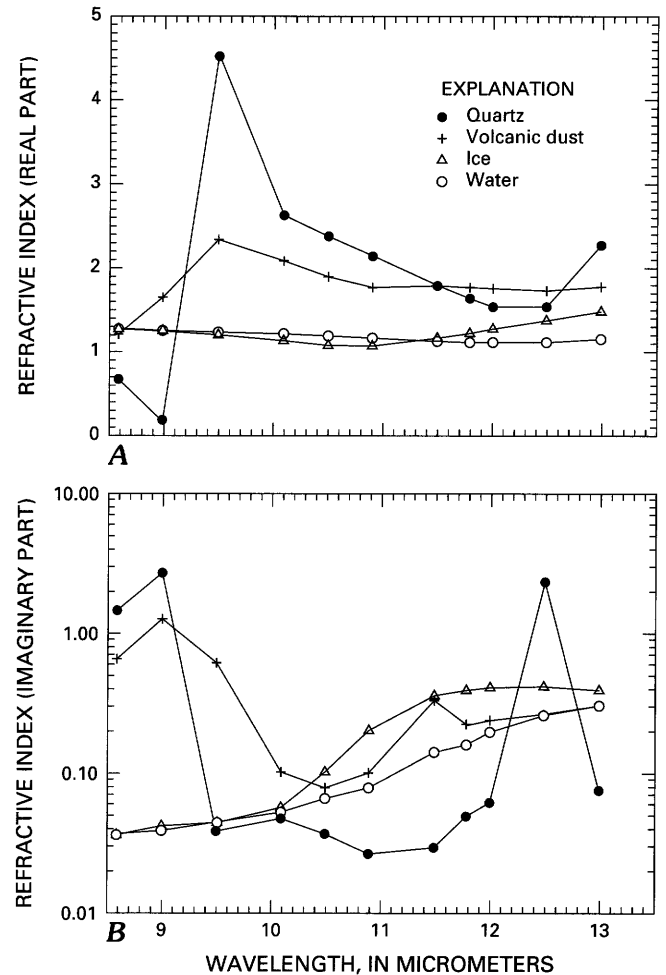 REFRACTIVE INDEX (REAL PART)
5
4
3
2
1
0
EXPLANATION
Quartz
Volcanic dust
Ice
Water
A
REFRACTIVE INDEX (IMAGINARY PART)
10.00
1.00
0.10
0.01
B
9 10 11 12 13
WAVELENGTH, IN MICROMETERS